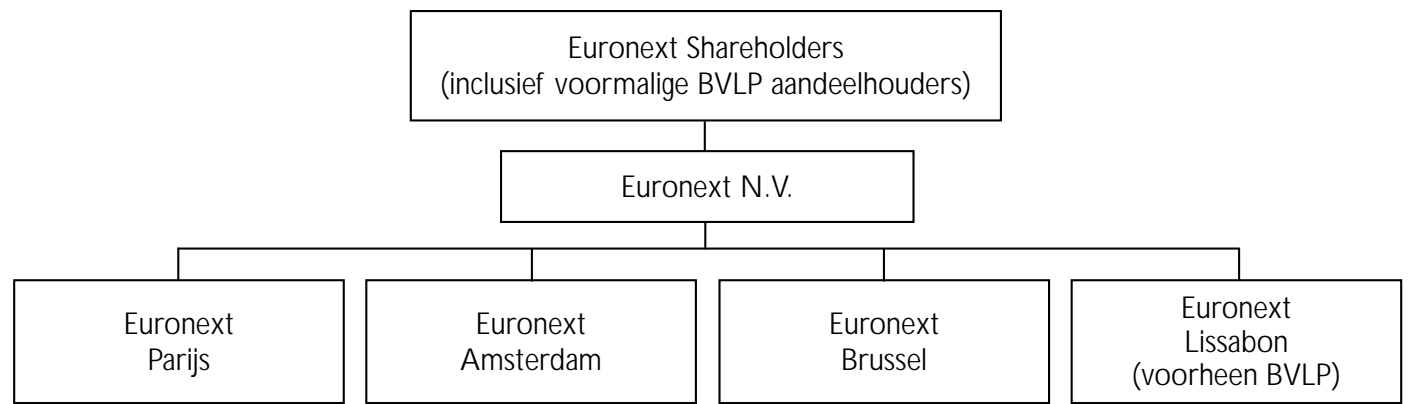 Euronext Shareholders
(inclusief voormalige BVLP aandeelhouders)
Euronext N.V.
Euronext
Parijs
Euronext
Amsterdam
Euronext
Brussel
Euronext
Lissabon
(voorheen BVLP)